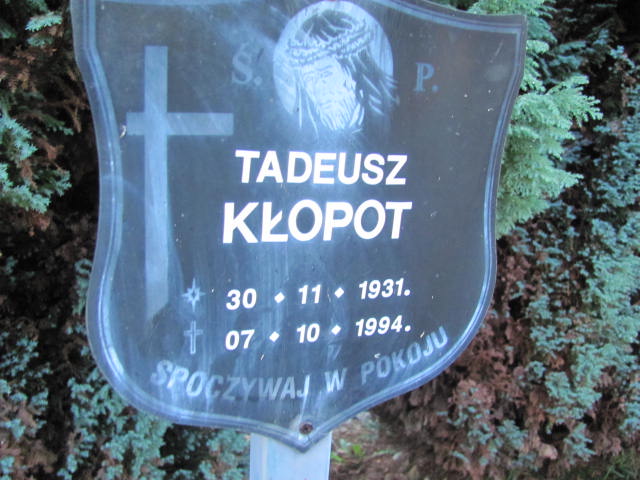 Ś. P.
TADEUSZ
KŁOPOT
30 • 11 • 1931.
07 • 10 • 1994.
SPOCZYWAJ W POKOJU